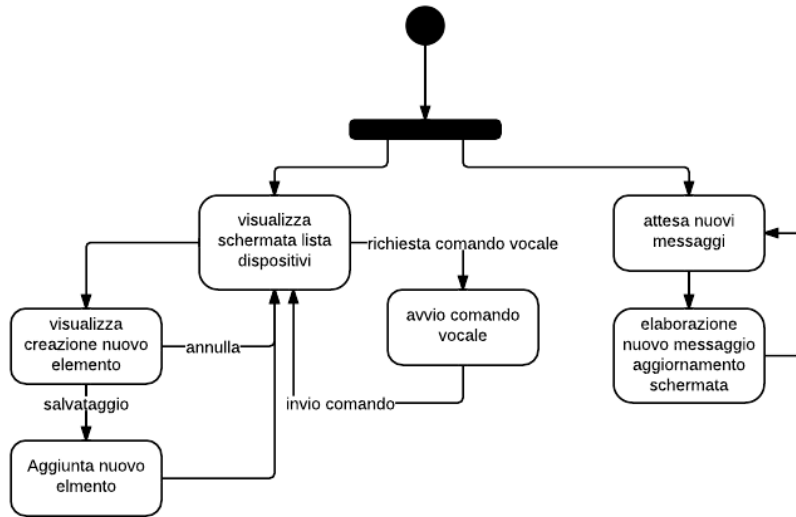 visualizza
schermata lista
dispositivi
richiesta comando vocale
attesa nuovi
messaggi
visualizza
creazione nuovo
elemento
annulla
avvio comando
vocale
elaborazione
nuovo messaggio
aggiornamento
schermata
salvataggio
invio comando
Aggiunta nuovo
elmento